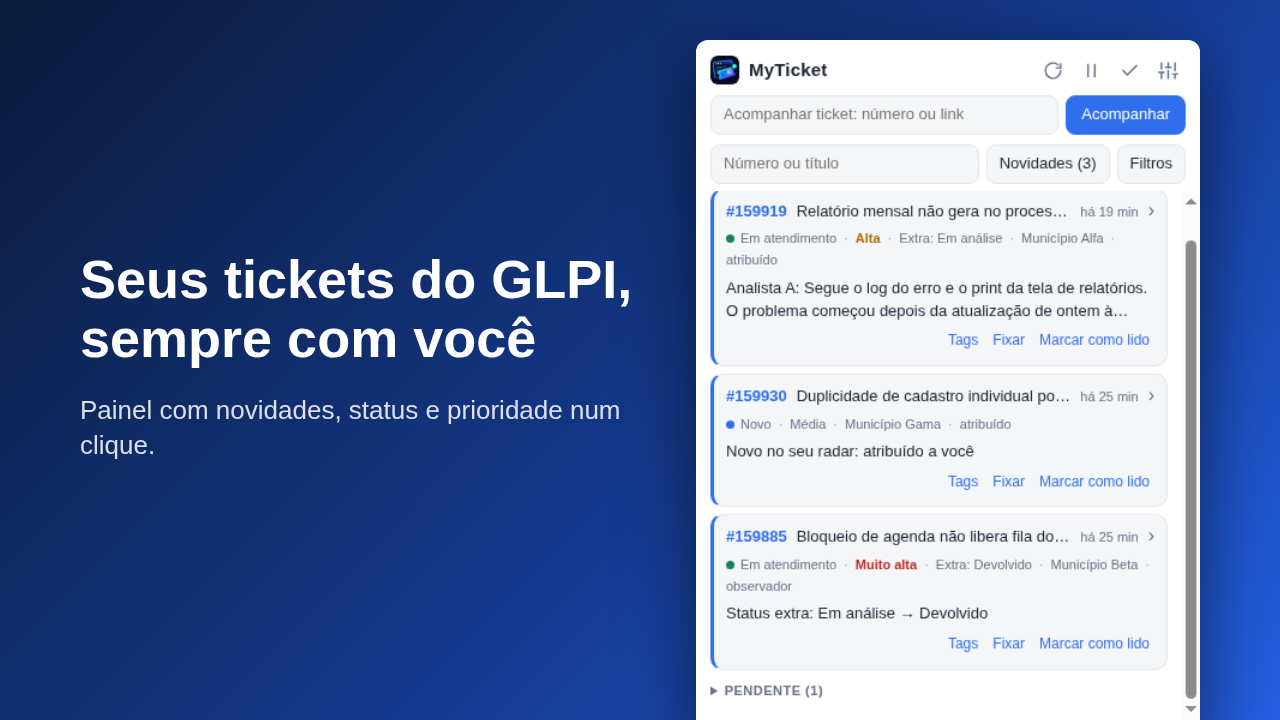 Seus tickets do GLPI,
sempre com você
Painel com novidades, status e prioridade num
clique.
MyTicket
Acompanhar ticket: número ou link
Acompanhar
Número ou título
Novidades (3)
Filtros
#159919 Relatório mensal não gera no proces… há 19 min ›
Em atendimento · Alta · Extra: Em análise · Município Alfa ·
atribuído
Analista A: Segue o log do erro e o print da tela de relatórios.
O problema começou depois da atualização de ontem à…
Tags Fixar Marcar como lido
#159930 Duplicidade de cadastro individual po… há 25 min ›
Novo · Média · Município Gama · atribuído
Novo no seu radar: atribuído a você
Tags Fixar Marcar como lido
#159885 Bloqueio de agenda não libera fila do… há 25 min ›
Em atendimento · Muito alta · Extra: Devolvido · Município Beta ·
observador
Status extra: Em análise → Devolvido
Tags Fixar Marcar como lido
PENDENTE (1)